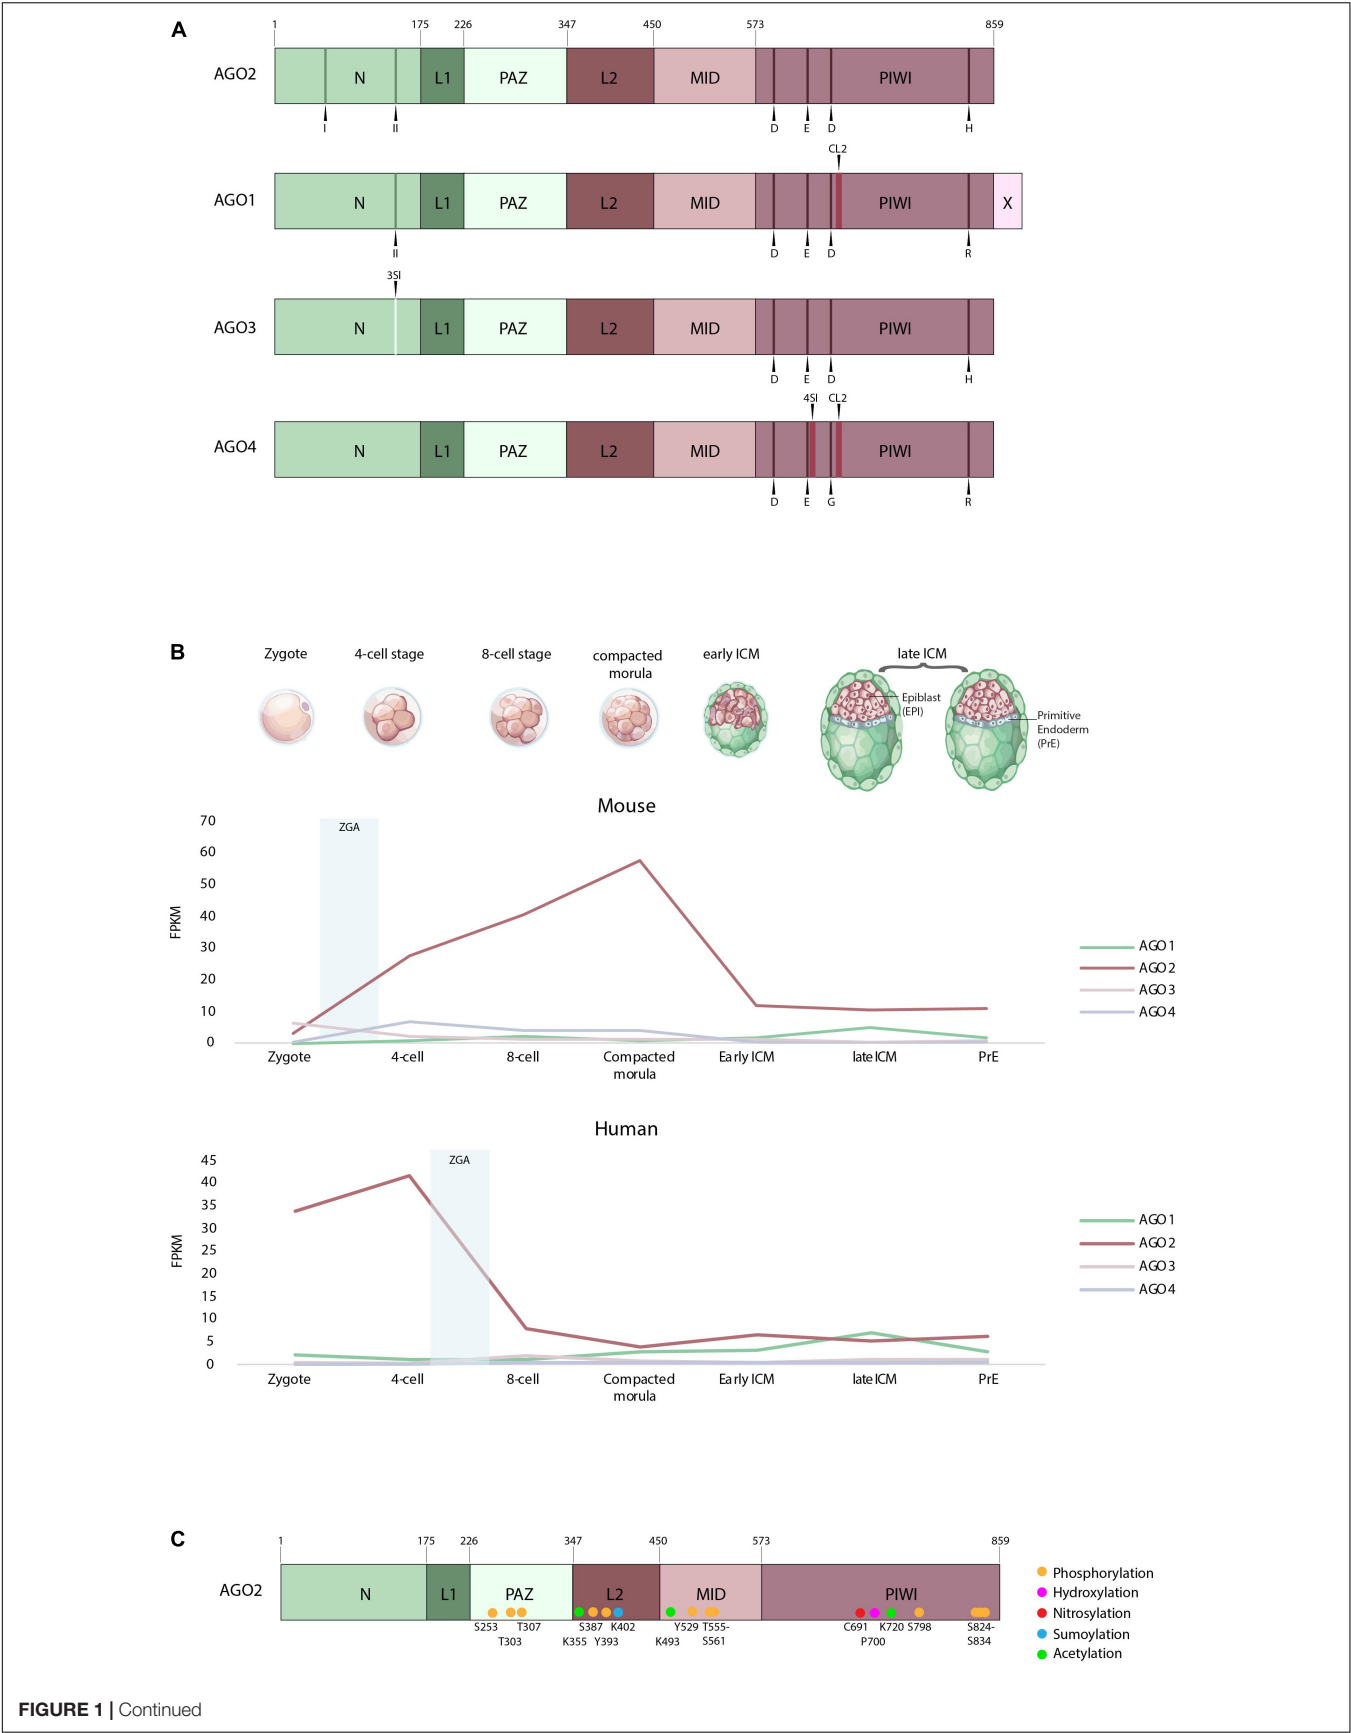 A
1 175 226 347 450 573 859
AGO2 N L1 PAZ L2 MID PIWI
I II D E D H
CL2
AGO1 N L1 PAZ L2 MID PIWI X
II D E D R
3SI
AGO3 N L1 PAZ L2 MID PIWI
D E D H
4SI CL2
AGO4 N L1 PAZ L2 MID PIWI
D E G R
B
Zygote 4-cell stage 8-cell stage compacted early ICM late ICM
morula
Epiblast
(EPI)
Primitive
Endoderm
(PrE)
Mouse
70
ZGA
60
50
40
FPKM
30
20
10
0
AGO1
AGO2
AGO3
AGO4
Zygote 4-cell 8-cell Compacted Early ICM late ICM PrE
morula
Human
45
ZGA
40
35
30
25
FPKM
20
15
10
5
0
AGO1
AGO2
AGO3
AGO4
Zygote 4-cell 8-cell Compacted Early ICM late ICM PrE
morula
C
1 175 226 347 450 573 859
AGO2 N L1 PAZ L2 MID PIWI
S253 T307 S387 K402 Y529 T555- C691 K720 S798 S824-
T303 K355 Y393 K493 S561 P700 S834
Phosphorylation
Hydroxylation
Nitrosylation
Sumoylation
Acetylation
FIGURE 1 | Continued